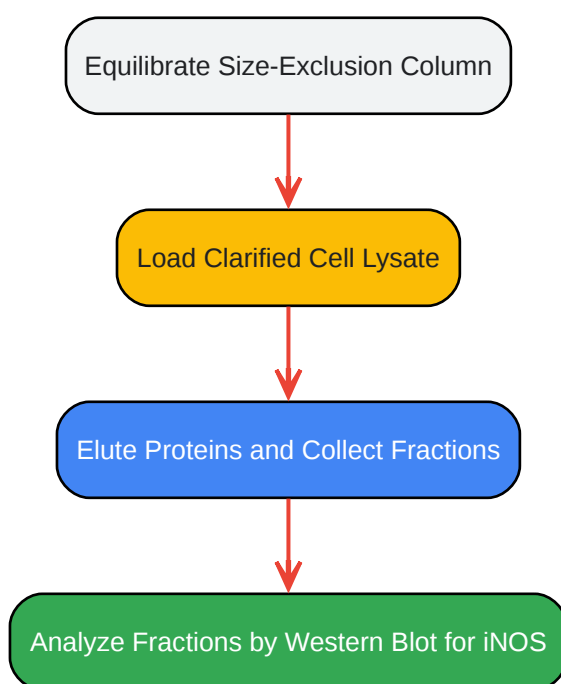 Equilibrate Size-Exclusion Column
Load Clarified Cell Lysate
Elute Proteins and Collect Fractions
Analyze Fractions by Western Blot for iNOS